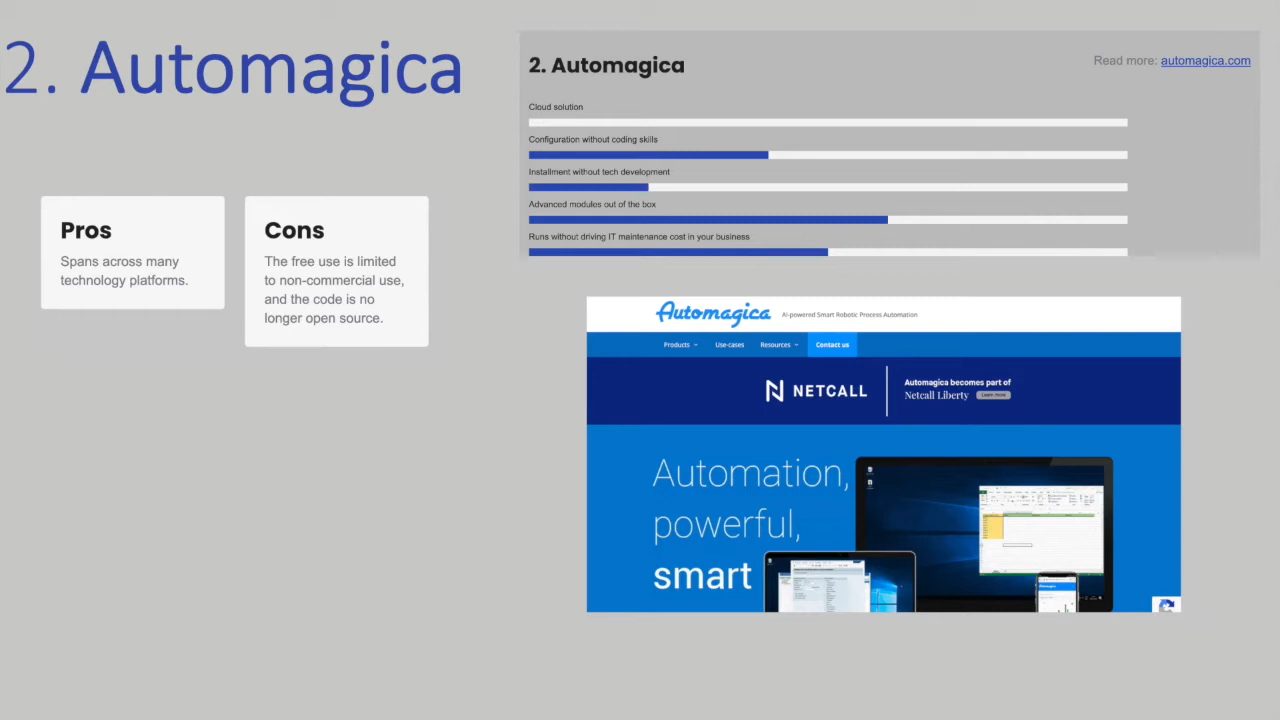 2. Automagica
Pros
Spans across many
technology platforms.
Cons
The free use is limited
to non-commercial use,
and the code is no
longer open source.
2. Automagica
Read more: automagica.com
Cloud solution
Configuration without coding skills
Installment without tech development
Advanced modules out of the box
Runs without driving IT maintenance cost in your business
Automagica
AI-powered Smart Robotic Process Automation
Products Use-cases Resources Contact us
NETCALL
Automagica becomes part of
Netcall Liberty Learn more
Automation,
powerful,
smart